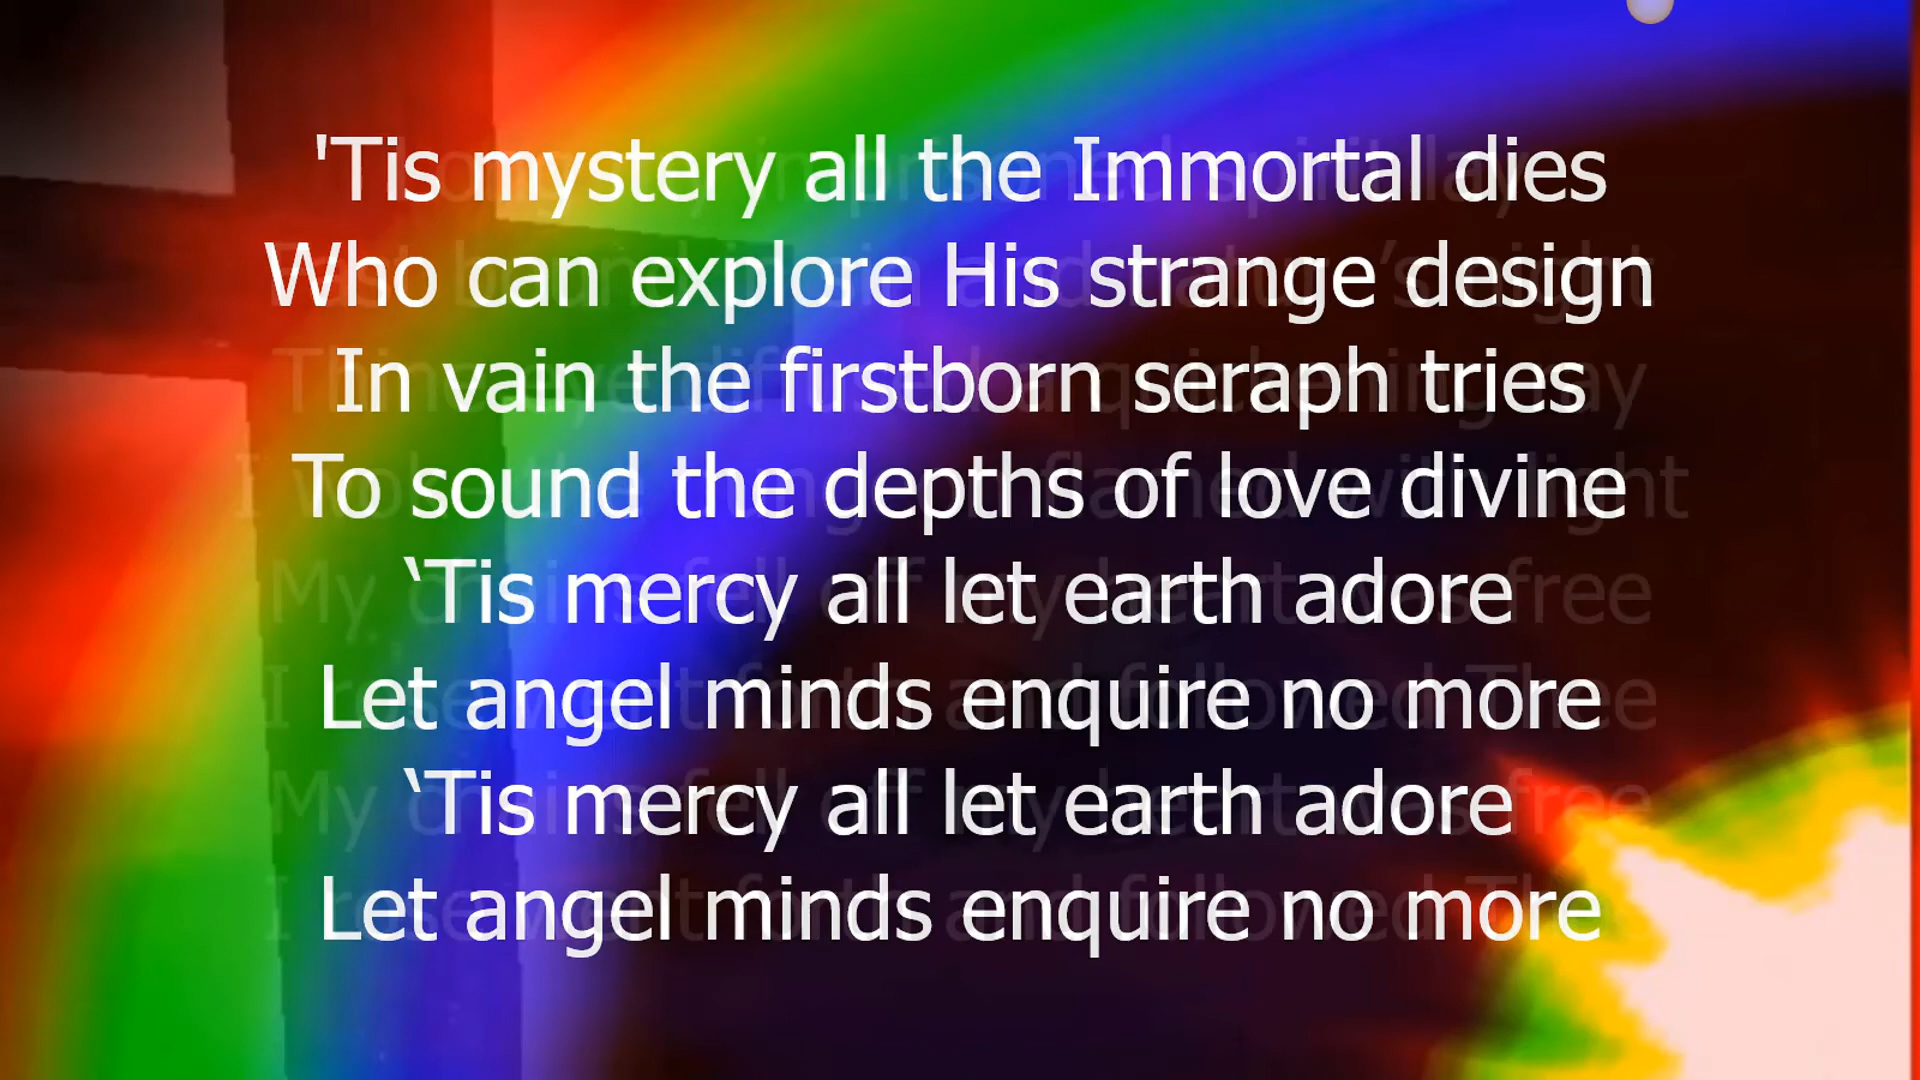 'Tis mystery all the Immortal dies
Who can explore His strange design
In vain the firstborn seraph tries
To sound the depths of love divine
‘Tis mercy all let earth adore
Let angel minds enquire no more
‘Tis mercy all let earth adore
Let angel minds enquire no more